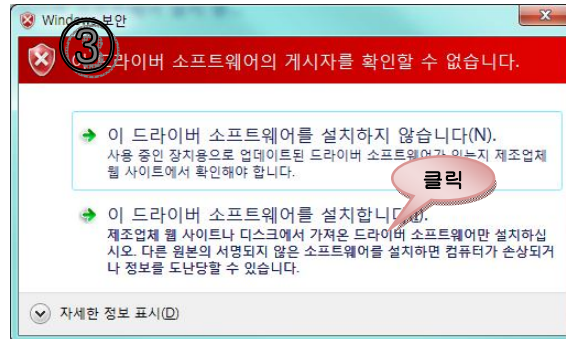 Windows 보안
③
드라이버 소프트웨어의 게시자를 확인할 수 없습니다.
이 드라이버 소프트웨어를 설치하지 않습니다(N).
사용 중인 장치용으로 업데이트된 드라이버 소프트웨어가 있는지 제조업체
웹 사이트에서 확인해야 합니다.
클릭
이 드라이버 소프트웨어를 설치합니다(I).
제조업체 웹 사이트나 디스크에서 가져온 드라이버 소프트웨어만 설치하십
시오. 다른 원본의 서명되지 않은 소프트웨어를 설치하면 컴퓨터가 손상되거
나 정보를 도난당할 수 있습니다.
자세한 정보 표시(D)